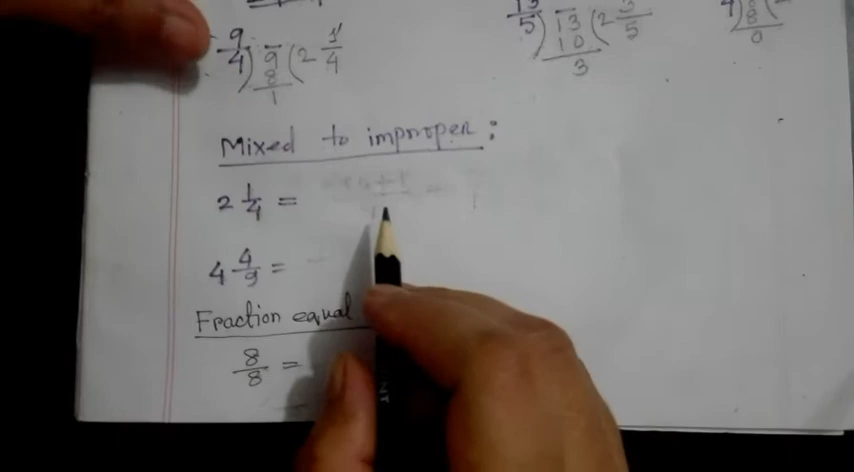 9/4) 9 (2 1/4
8
1
13/5) 13 (2 3/5
10
3
8
0
Mixed to improper:
2 1/4 =
4 4/9 =
Fraction equal
8/8 =